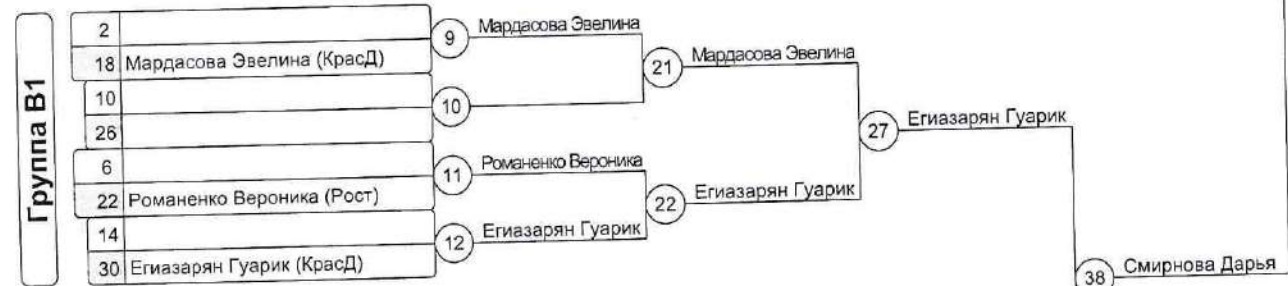 Группа В1
2
18 Мардасова Эвелина (КрасД)
10
26
6
22 Романенко Вероника (Рост)
14
30 Егиазарян Гуарик (КрасД)
9 Мардасова Эвелина
10
11 Романенко Вероника
12 Егиазарян Гуарик
21 Мардасова Эвелина
22 Егиазарян Гуарик
27 Егиазарян Гуарик
38 Смирнова Дарья